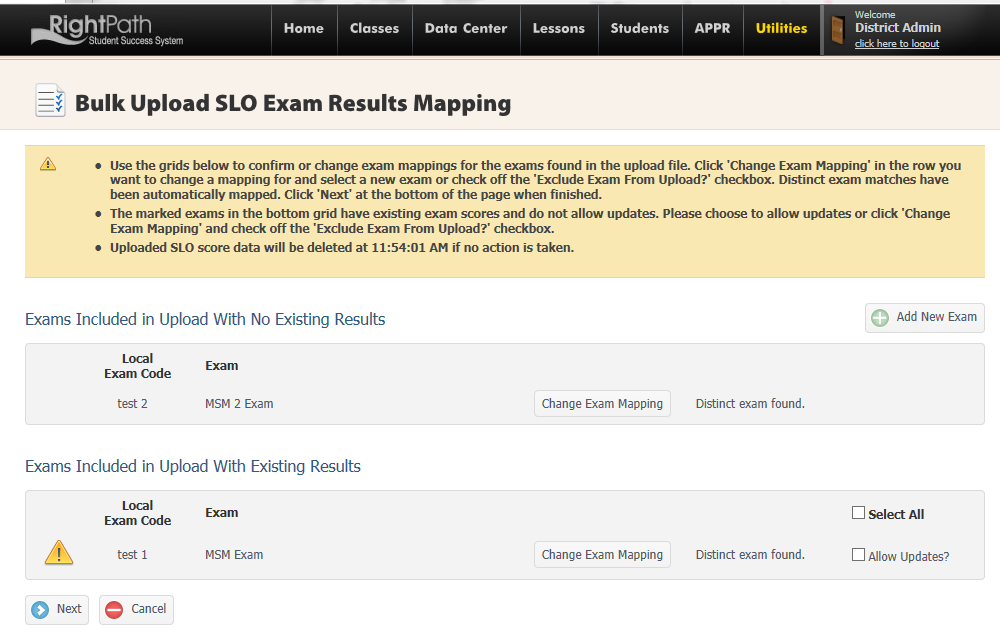 RightPath
Student Success System
Home
Classes
Data Center
Lessons
Students
APPR
Utilities
Welcome
District Admin
click here to logout
Bulk Upload SLO Exam Results Mapping
• Use the grids below to confirm or change exam mappings for the exams found in the upload file. Click 'Change Exam Mapping' in the row you
want to change a mapping for and select a new exam or check off the 'Exclude Exam From Upload?' checkbox. Distinct exam matches have
been automatically mapped. Click 'Next' at the bottom of the page when finished.
• The marked exams in the bottom grid have existing exam scores and do not allow updates. Please choose to allow updates or click 'Change
Exam Mapping' and check off the 'Exclude Exam From Upload?' checkbox.
• Uploaded SLO score data will be deleted at 11:54:01 AM if no action is taken.
Exams Included in Upload With No Existing Results
Add New Exam
Local
Exam Code
Exam
test 2
MSM 2 Exam
Change Exam Mapping
Distinct exam found.
Exams Included in Upload With Existing Results
Local
Exam Code
Exam
Select All
test 1
MSM Exam
Change Exam Mapping
Distinct exam found.
Allow Updates?
Next
Cancel